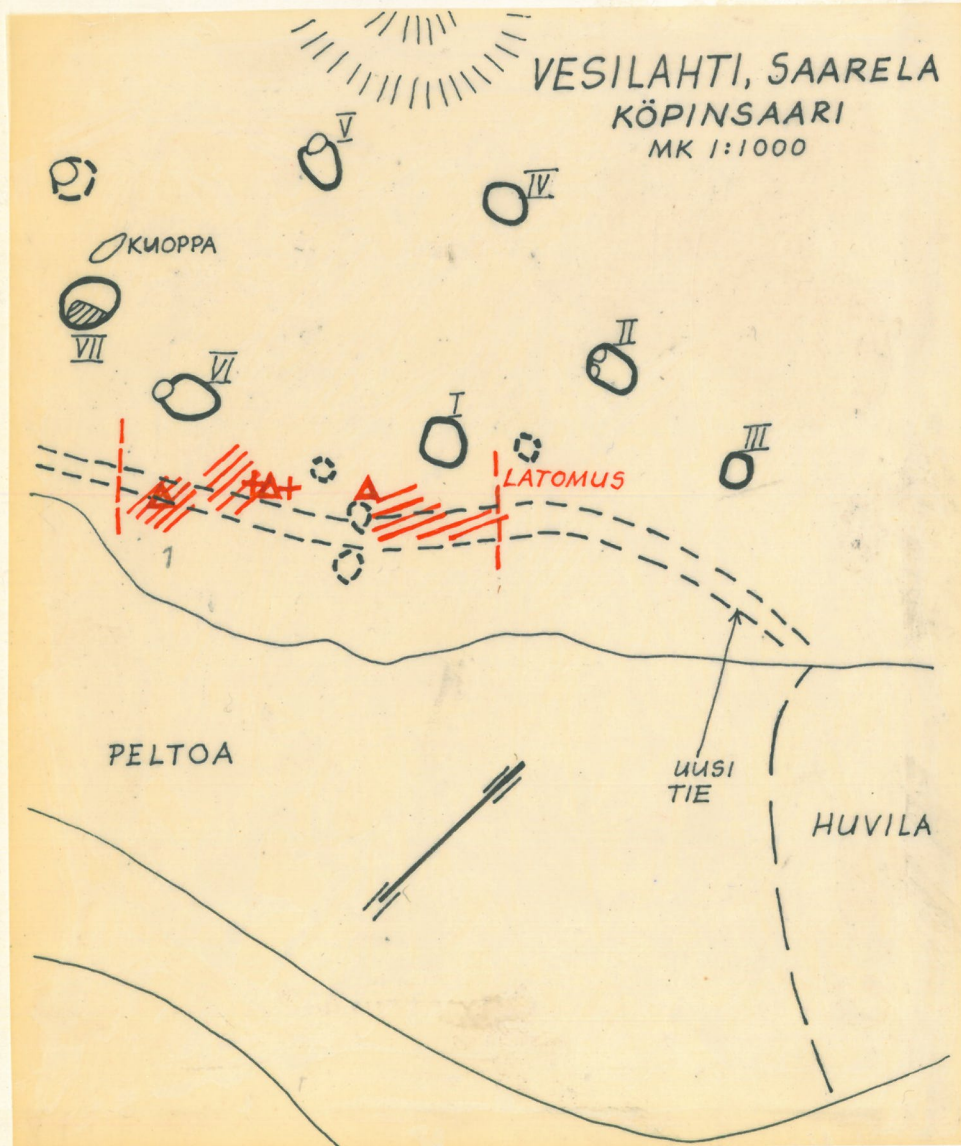 VESILAHTI, SAARELA
KÖPINSAARI
MK 1:1000
V
IV
KUOPPA
VII
VI
II
I
III
LATOMUS
1
PELTOA
UUSI
TIE
HUVILA